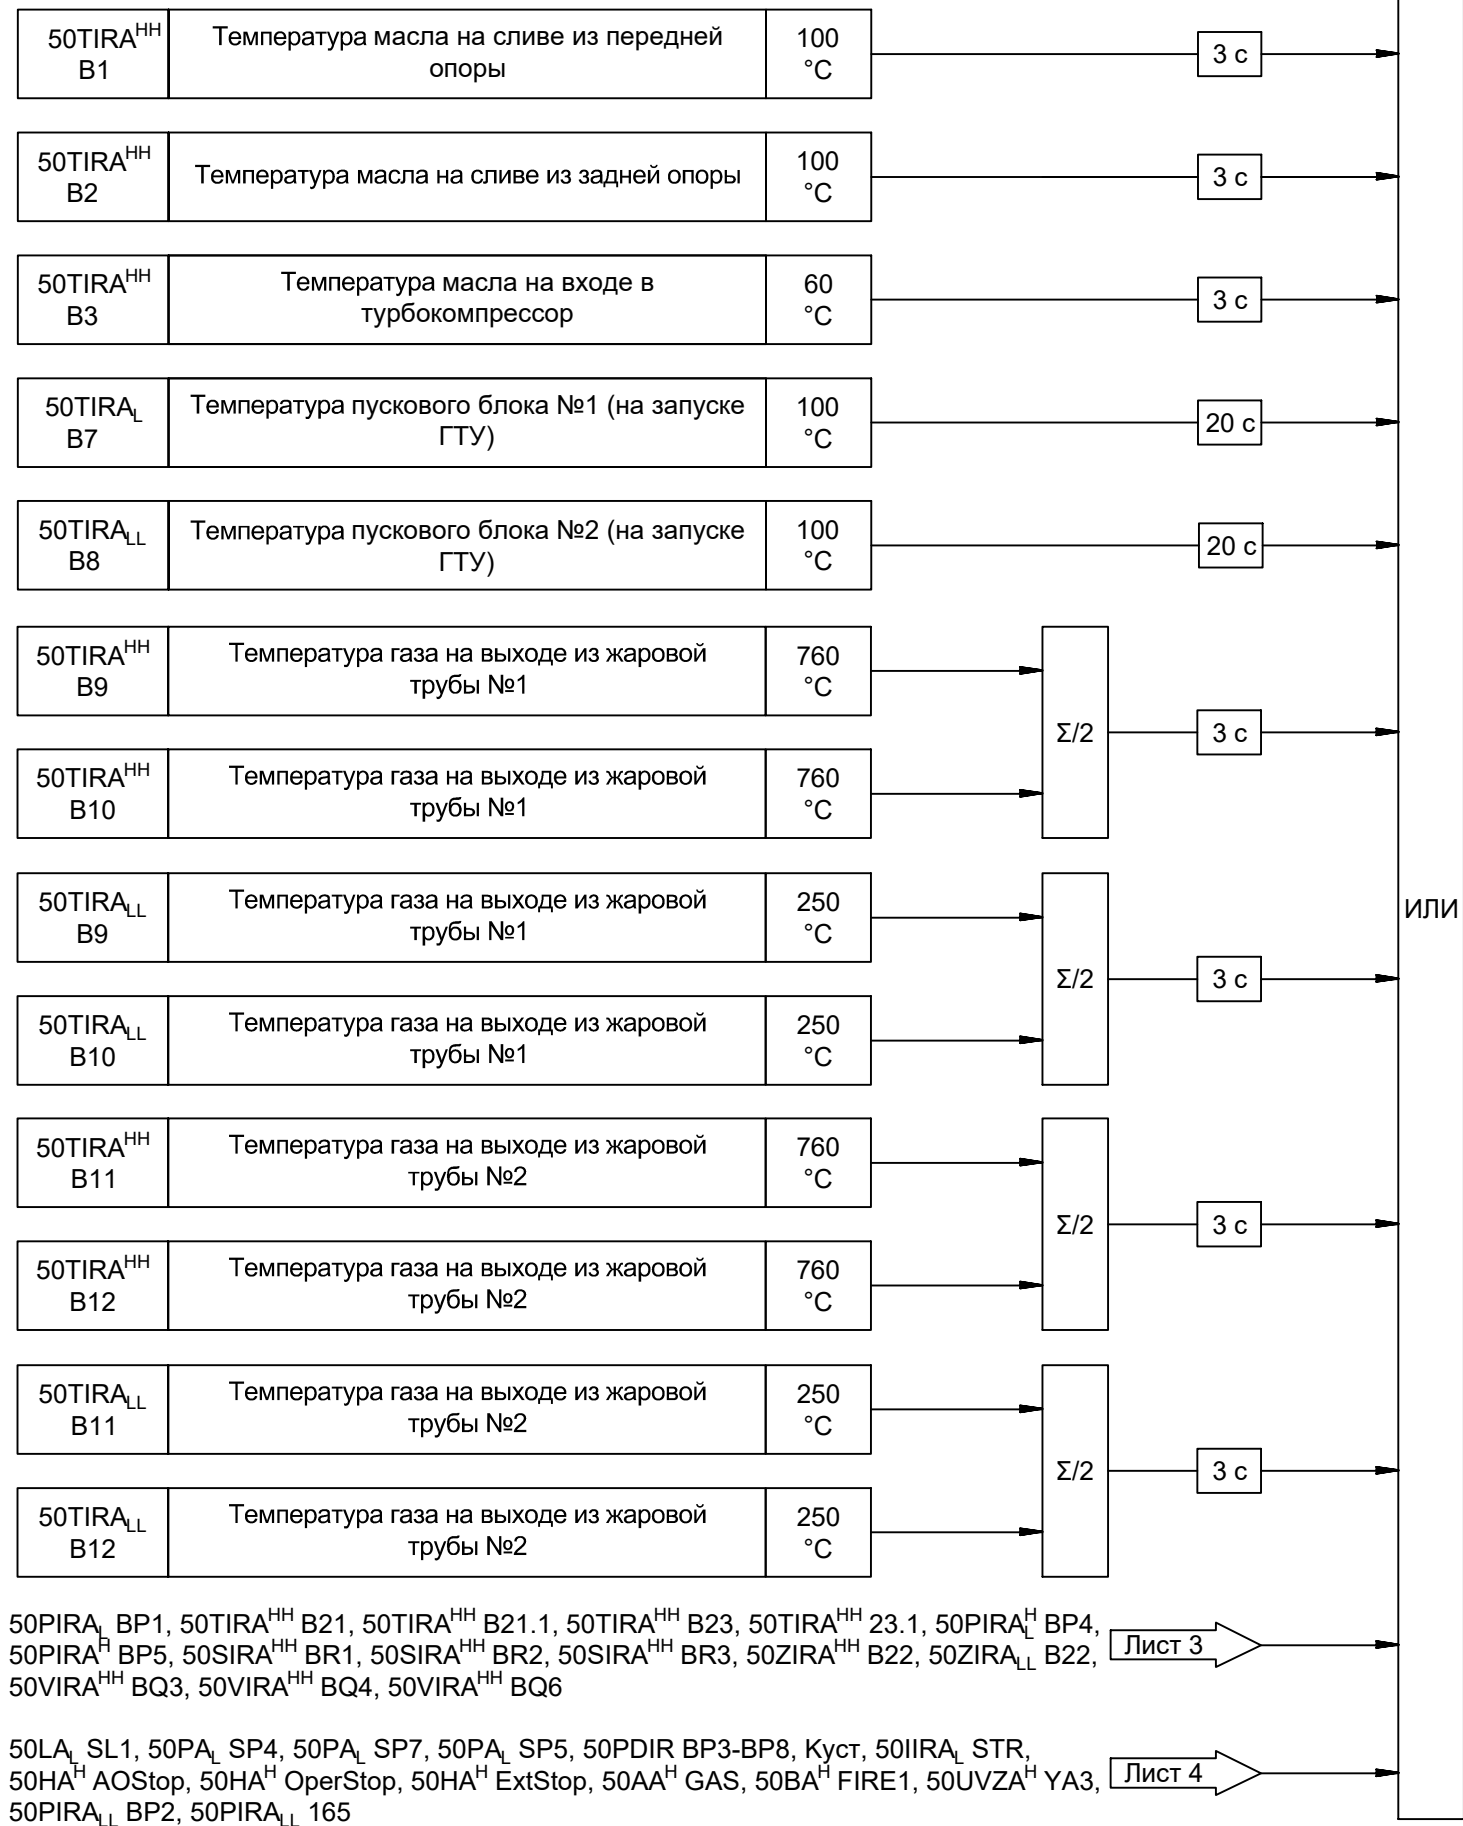 50TIRA^HH
B1
Температура масла на сливе из передней
опоры
100
°C
3 с
50TIRA^HH
B2
Температура масла на сливе из задней опоры
100
°C
3 с
50TIRA^HH
B3
Температура масла на входе в
турбокомпрессор
60
°C
3 с
50TIRA_L
B7
Температура пускового блока №1 (на запуске
ГТУ)
100
°C
20 с
50TIRA_LL
B8
Температура пускового блока №2 (на запуске
ГТУ)
100
°C
20 с
50TIRA^HH
B9
Температура газа на выходе из жаровой
трубы №1
760
°C
Σ/2
3 с
50TIRA^HH
B10
Температура газа на выходе из жаровой
трубы №1
760
°C
50TIRA_LL
B9
Температура газа на выходе из жаровой
трубы №1
250
°C
ИЛИ
Σ/2
3 с
50TIRA_LL
B10
Температура газа на выходе из жаровой
трубы №1
250
°C
50TIRA^HH
B11
Температура газа на выходе из жаровой
трубы №2
760
°C
Σ/2
3 с
50TIRA^HH
B12
Температура газа на выходе из жаровой
трубы №2
760
°C
50TIRA_LL
B11
Температура газа на выходе из жаровой
трубы №2
250
°C
Σ/2
3 с
50TIRA_LL
B12
Температура газа на выходе из жаровой
трубы №2
250
°C
50PIRA_L BP1, 50TIRA^HH B21, 50TIRA^HH B21.1, 50TIRA^HH B23, 50TIRA^HH 23.1, 50PIRA_L^H BP4,
50PIRA^H BP5, 50SIRA^HH BR1, 50SIRA^HH BR2, 50SIRA^HH BR3, 50ZIRA^HH B22, 50ZIRA_LL B22,
50VIRA^HH BQ3, 50VIRA^HH BQ4, 50VIRA^HH BQ6
Лист 3
50LA_L SL1, 50PA_L SP4, 50PA_L SP7, 50PA_L SP5, 50PDIR BP3-BP8, Kуст, 50IIRA_L STR,
50HA^H AOStop, 50HA^H OperStop, 50HA^H ExtStop, 50AA^H GAS, 50BA^H FIRE1, 50UVZA^H YA3,
50PIRA_LL BP2, 50PIRA_LL 165
Лист 4